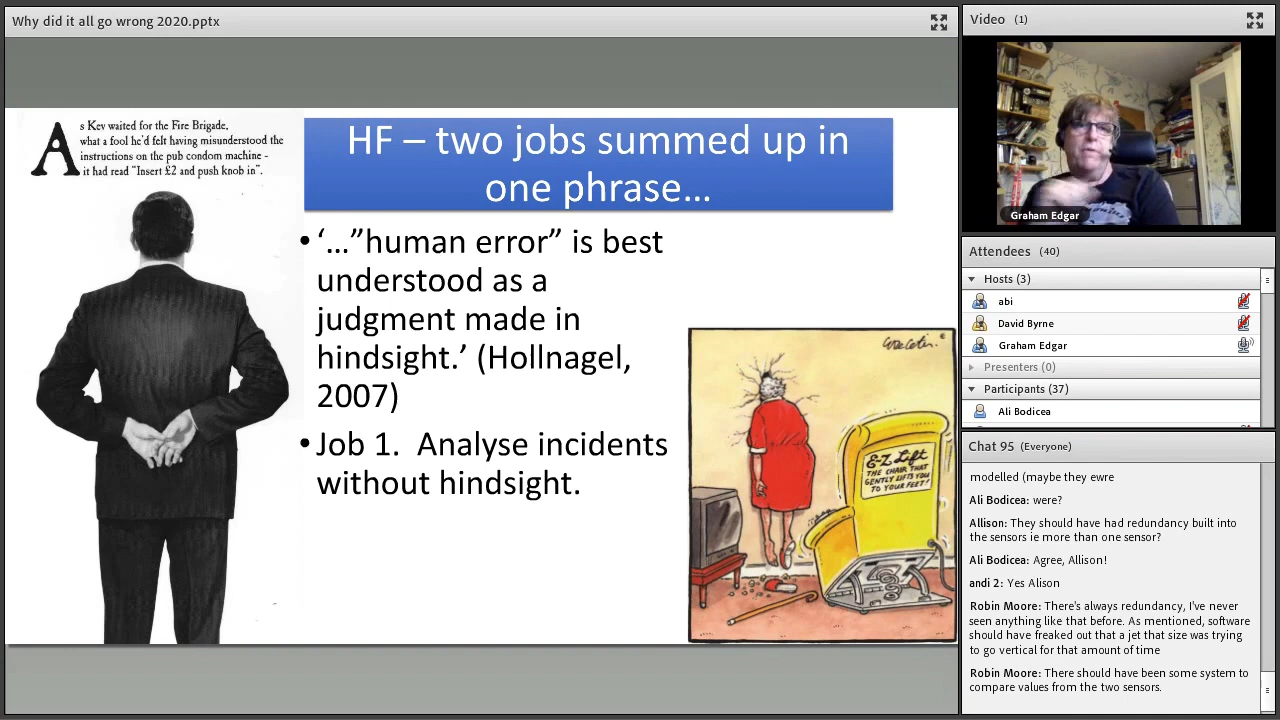 Why did it all go wrong 2020.pptx
As Kev waited for the Fire Brigade,
what a fool he'd felt having misunderstood the
instructions on the pub condom machine -
it had read "Insert £2 and push knob in".
HF – two jobs summed up in
one phrase…
• ‘…”human error” is best
understood as a
judgment made in
hindsight.’ (Hollnagel,
2007)
• Job 1.  Analyse incidents
without hindsight.
E-Z Lift
THE CHAIR THAT
GENTLY LIFTS YOU
TO YOUR FEET!
Video (1)
Graham Edgar
Attendees (40)
Hosts (3)
abi
David Byrne
Graham Edgar
Presenters (0)
Participants (37)
Ali Bodicea
Chat 95 (Everyone)
modelled (maybe they ewre
Ali Bodicea: were?
Allison: They should have had redundancy built into
the sensors ie more than one sensor?
Ali Bodicea: Agree, Allison!
andi 2: Yes Alison
Robin Moore: There's always redundancy, I've never
seen anything like that before. As mentioned, software
should have freaked out that a jet that size was trying
to go vertical for that amount of time
Robin Moore: There should have been some system to
compare values from the two sensors.